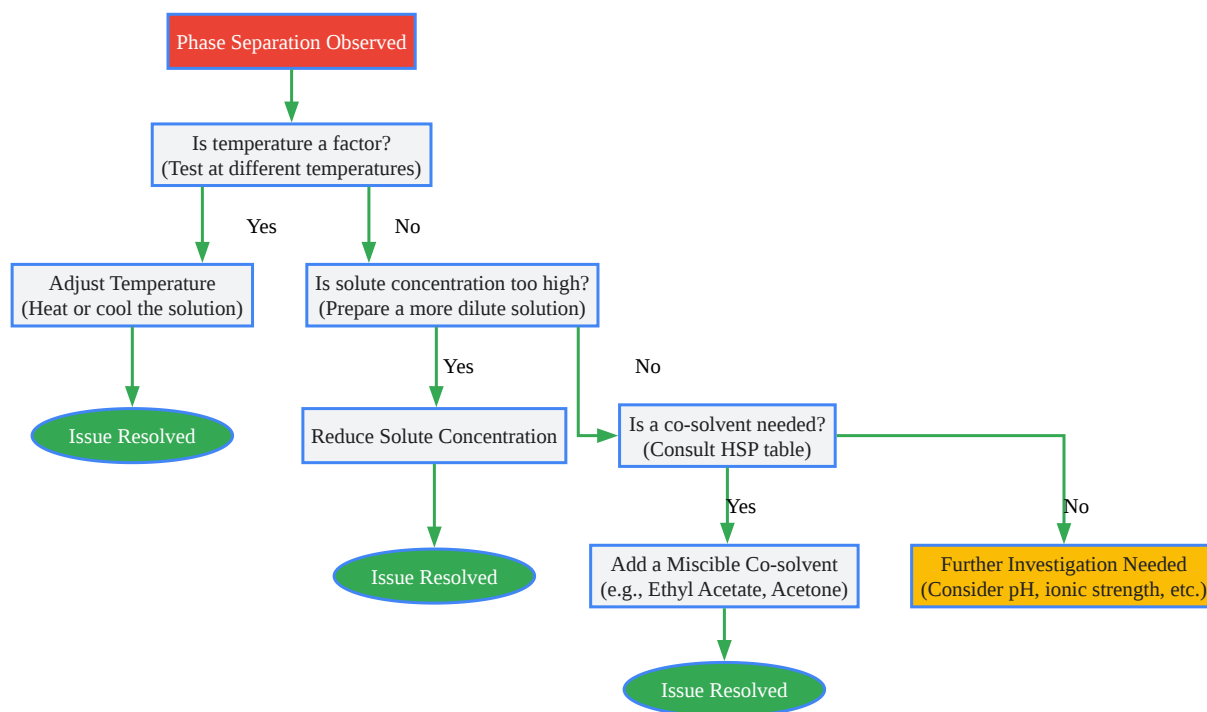 Phase Separation Observed
Is temperature a factor?
(Test at different temperatures)
Yes
No
Adjust Temperature
(Heat or cool the solution)
Is solute concentration too high?
(Prepare a more dilute solution)
Yes
No
Issue Resolved
Reduce Solute Concentration
Is a co-solvent needed?
(Consult HSP table)
Yes
No
Issue Resolved
Add a Miscible Co-solvent
(e.g., Ethyl Acetate, Acetone)
Further Investigation Needed
(Consider pH, ionic strength, etc.)
Issue Resolved